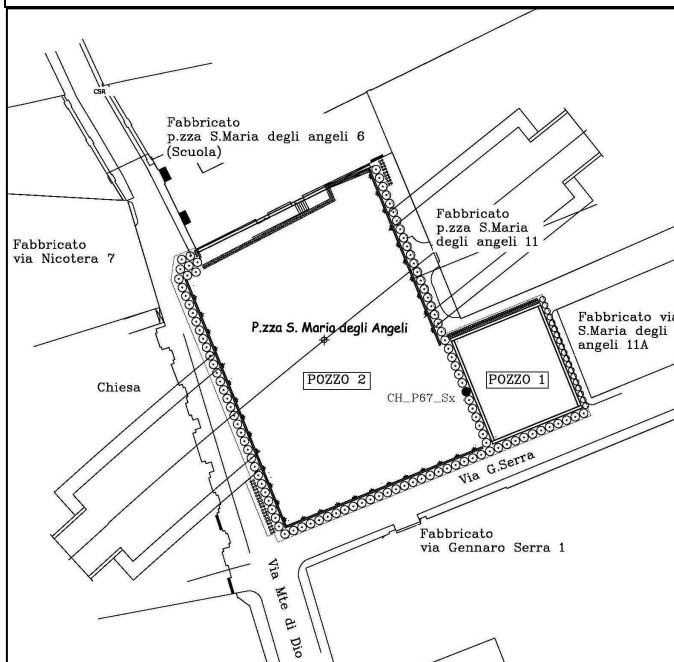 CSR
Fabbricato
p.zza S.Maria degli angeli 6
(Scuola)
Fabbricato
via Nicotera 7
Fabbricato
p.zza S.Maria
degli angeli 11
P.zza S. Maria degli Angeli
Fabbricato via
S.Maria degli
angeli 11A
POZZO 2
POZZO 1
Chiesa
CH_P67_Sx
Via G.Serra
Fabbricato
via Gennaro Serra 1
Via Mte di Dio